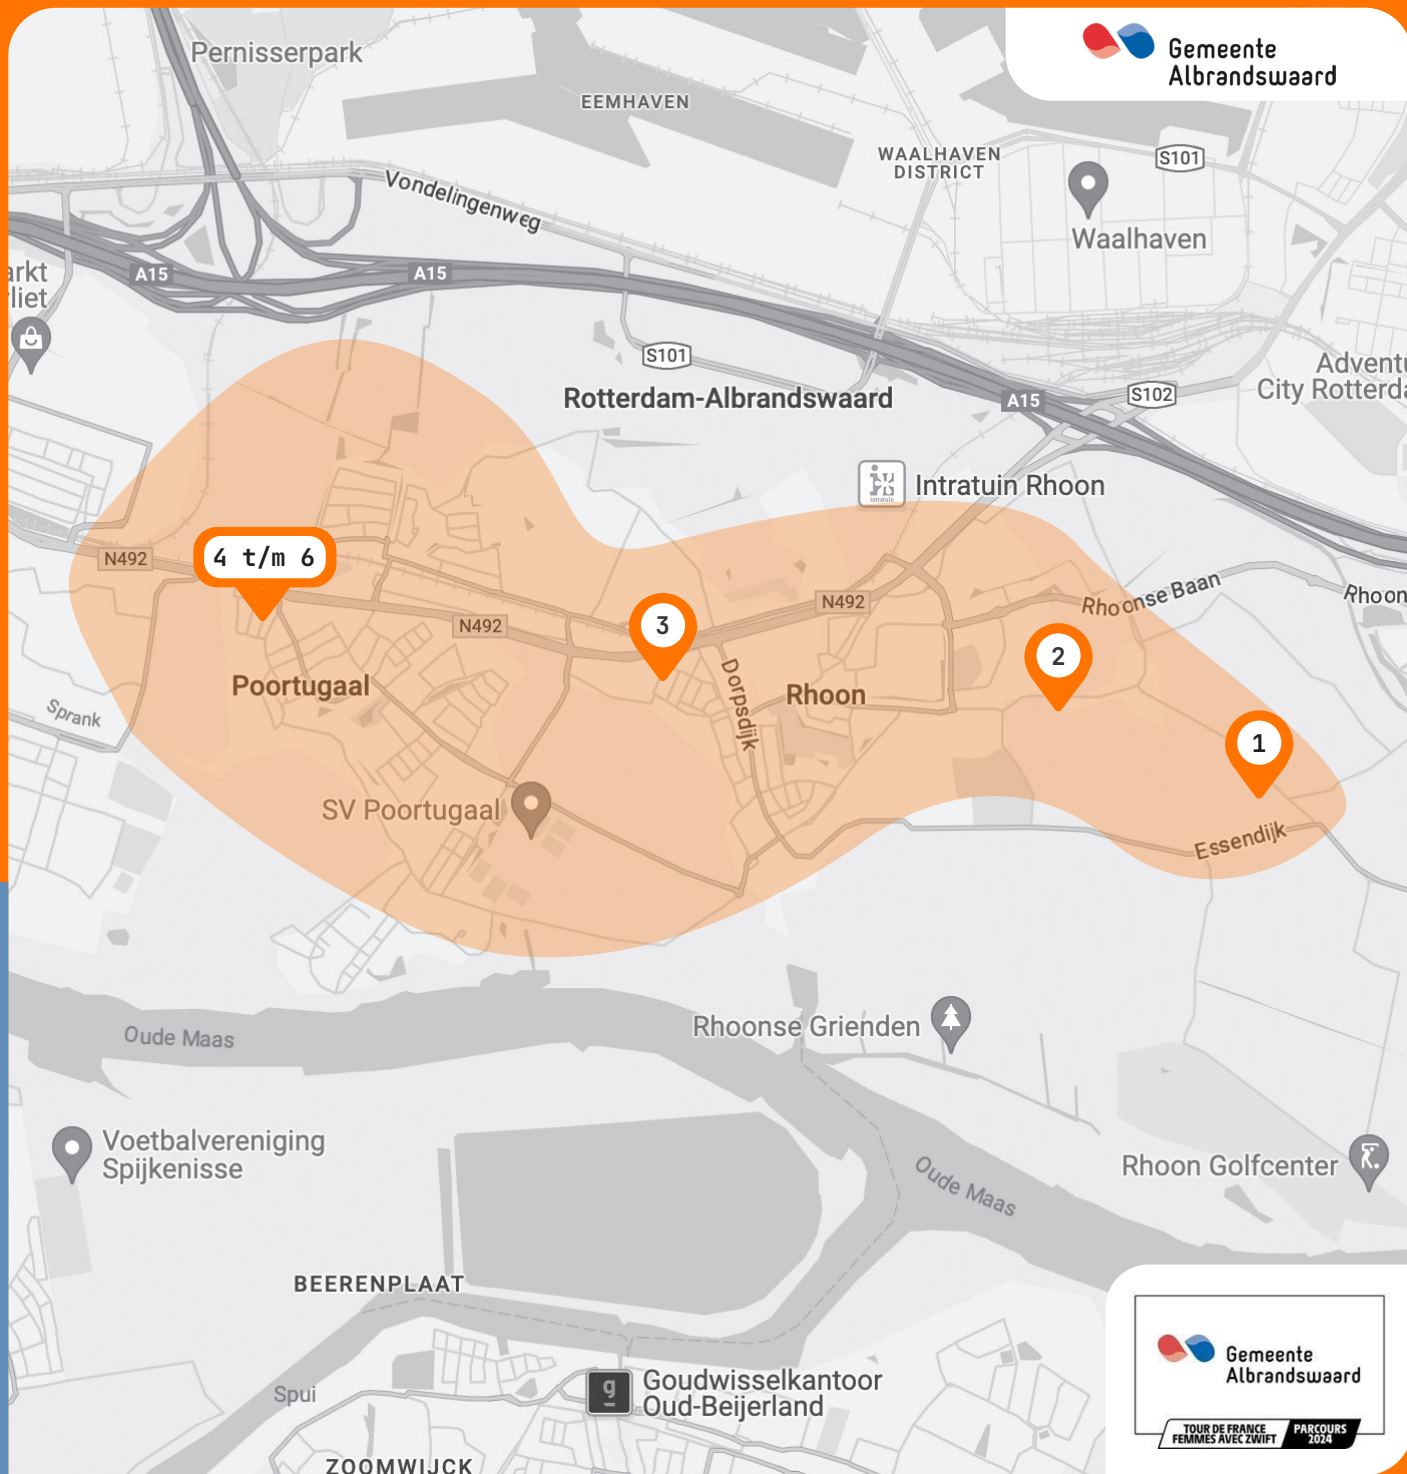 Pernisserpark
EEMHAVEN
Gemeente
Albrandswaard
WAALHAVEN
DISTRICT
S101
Vondelingenweg
Waalhaven
arkt
liet
A15
A15
S101
Rotterdam-Albrandswaard
A15
S102
Adventu
City Rotterda
Intratuin Rhoon
N492
4 t/m 6
N492
3
N492
Rhoonse Baan
Rhoon
2
Poortugaal
Dorpsdijk
Rhoon
Sprank
1
SV Poortugaal
Essendijk
Oude Maas
Rhoonse Grienden
Voetbalvereniging
Spijkenisse
Oude Maas
Rhoon Golfcenter
BEERENPLAAT
Spui
g
Goudwisselkantoor
Oud-Beijerland
ZOOMWIJCK
Gemeente
Albrandswaard
TOUR DE FRANCE
FEMMES AVEC ZWIFT
PARCOURS
2024